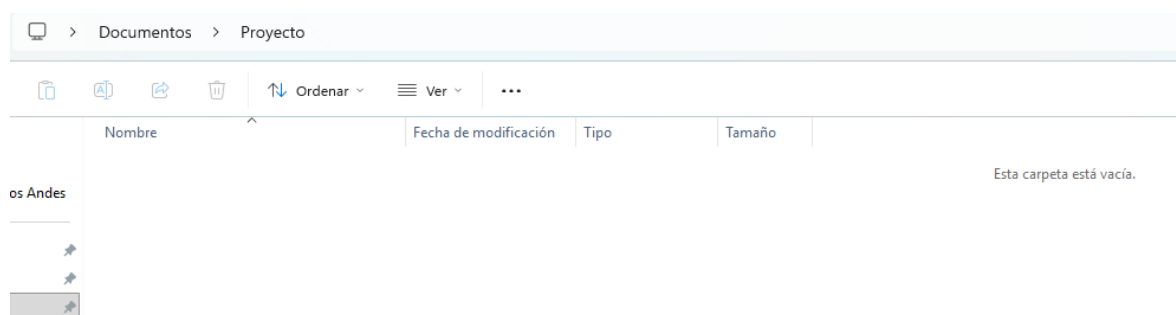 Documentos > Proyecto
Ordenar Ver ...
Nombre Fecha de modificación Tipo Tamaño
Esta carpeta está vacía.
os Andes